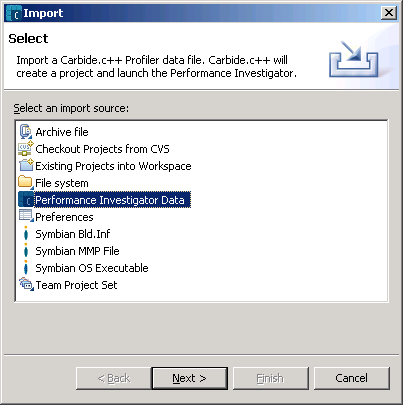 Import
Select
Import a Carbide.c++ Profiler data file. Carbide.c++ will
create a project and launch the Performance Investigator.
Select an import source:
Archive file
Checkout Projects from CVS
Existing Projects into Workspace
File system
Performance Investigator Data
Preferences
Symbian Bld.Inf
Symbian MMP File
Symbian OS Executable
Team Project Set
< Back
Next >
Finish
Cancel